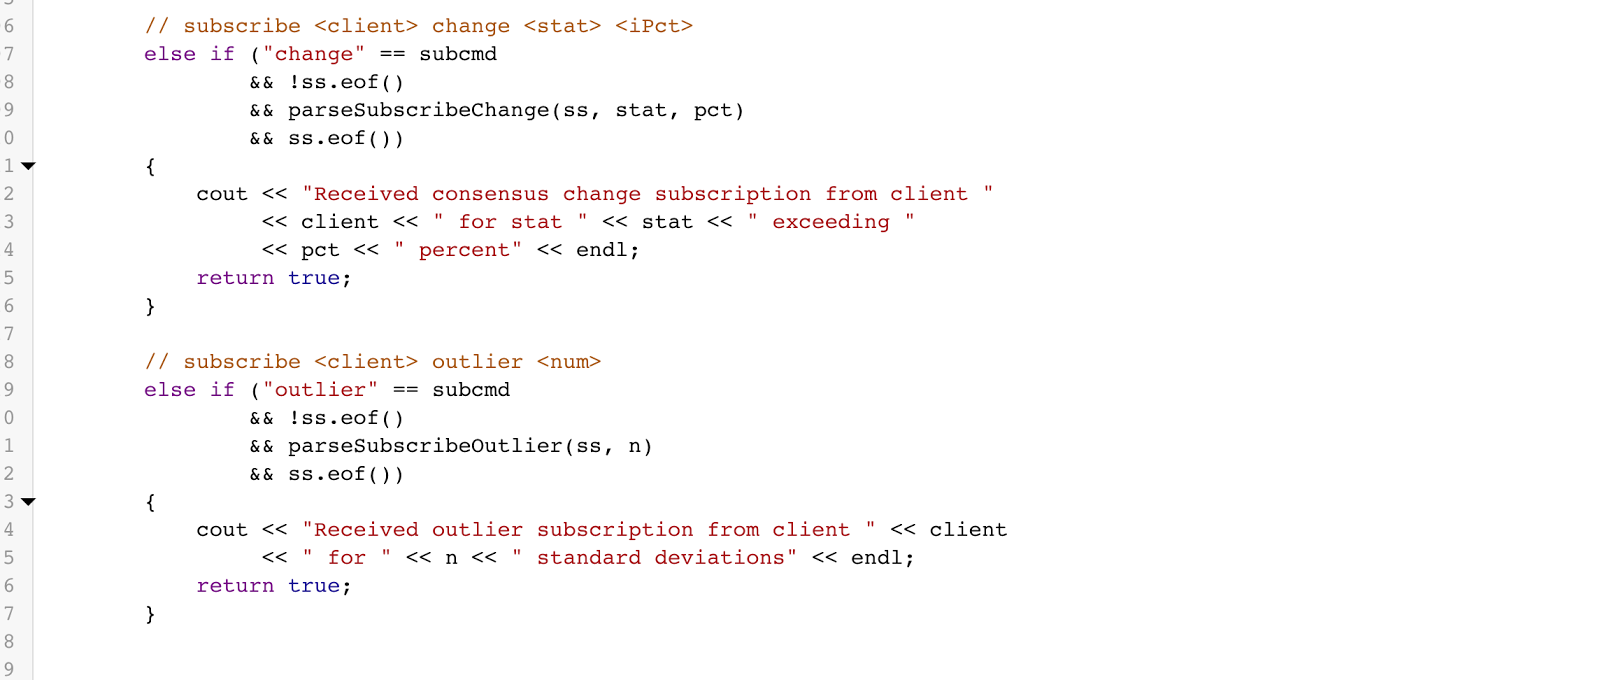 6 // subscribe <client> change <stat> <iPct>
7 else if ("change" == subcmd
8 && !ss.eof()
9 && parseSubscribeChange(ss, stat, pct)
0 && ss.eof())
1 {
2 cout << "Received consensus change subscription from client "
3 << client << " for stat " << stat << " exceeding "
4 << pct << " percent" << endl;
5 return true;
6 }
7
8 // subscribe <client> outlier <num>
9 else if ("outlier" == subcmd
0 && !ss.eof()
1 && parseSubscribeOutlier(ss, n)
2 && ss.eof())
3 {
4 cout << "Received outlier subscription from client " << client
5 << " for " << n << " standard deviations" << endl;
6 return true;
7 }
8
9